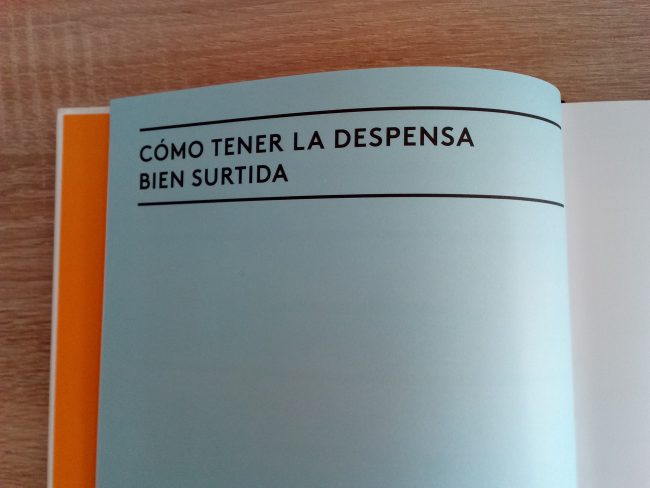 CÓMO TENER LA DESPENSA
BIEN SURTIDA